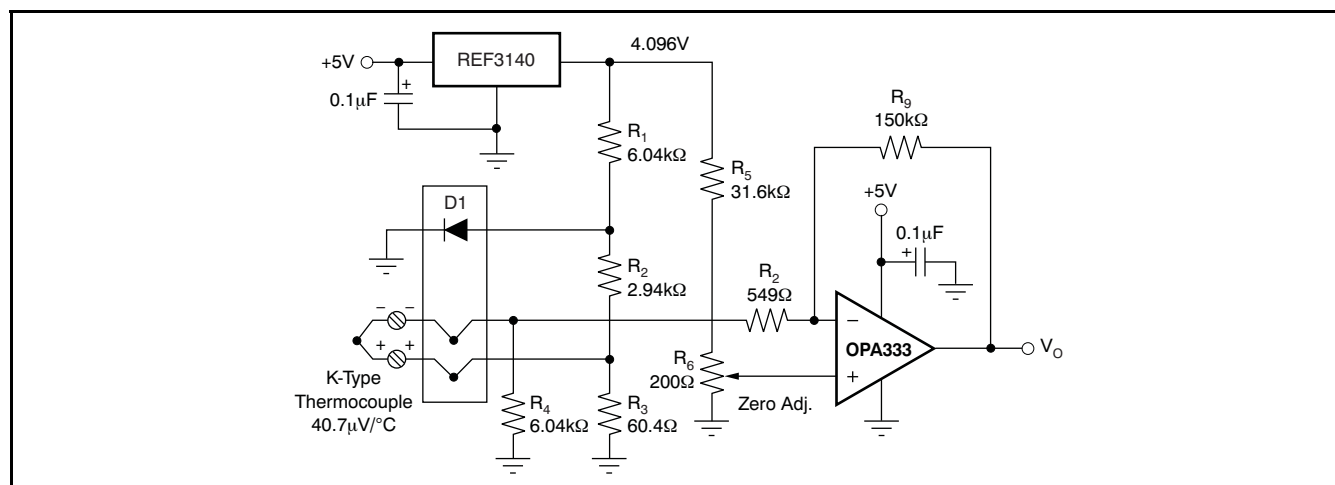 +5V
REF3140
4.096V
+
0.1µF
R1
6.04kΩ
R5
31.6kΩ
R9
150kΩ
+5V
0.1µF
+
D1
R2
2.94kΩ
R2
549Ω
−
OPA333
+
VO
− −
+ +
K-Type
Thermocouple
40.7µV/°C
R4
6.04kΩ
R3
60.4Ω
R6
200Ω
Zero Adj.